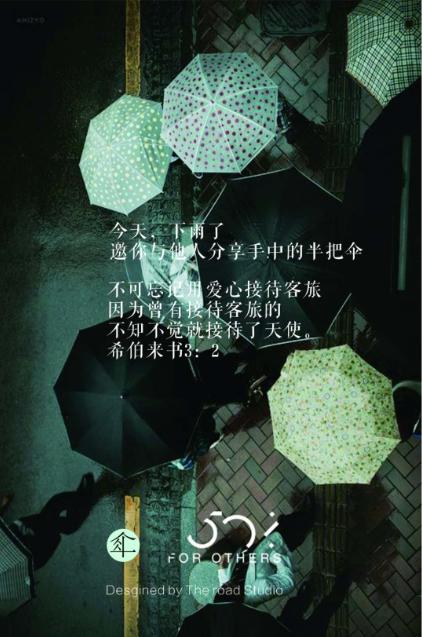 AHIZYO
今天，下雨了
邀你与他人分享手中的半把伞
不可忘记用爱心接待客旅
因为曾有接待客旅的
不知不觉就接待了天使。
希伯来书3：2
伞
50%
FOR OTHERS
Desgined by The road Studio